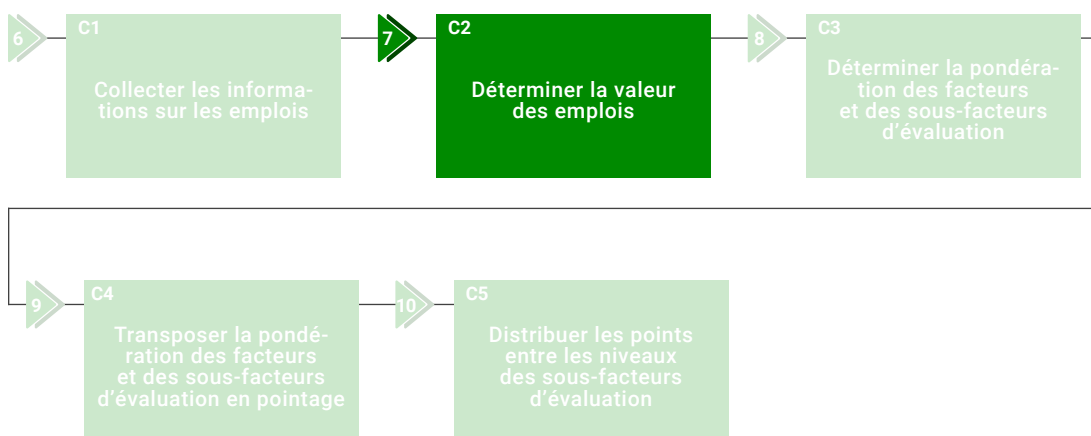 6
C1
Collecter les informa-
tions sur les emplois
7
C2
Déterminer la valeur
des emplois
8
C3
Déterminer la pondéra-
tion des facteurs
et des sous-facteurs
d’évaluation
9
C4
Transposer la pondé-
ration des facteurs
et des sous-facteurs
d’évaluation en pointage
10
C5
Distribuer les points
entre les niveaux
des sous-facteurs
d’évaluation